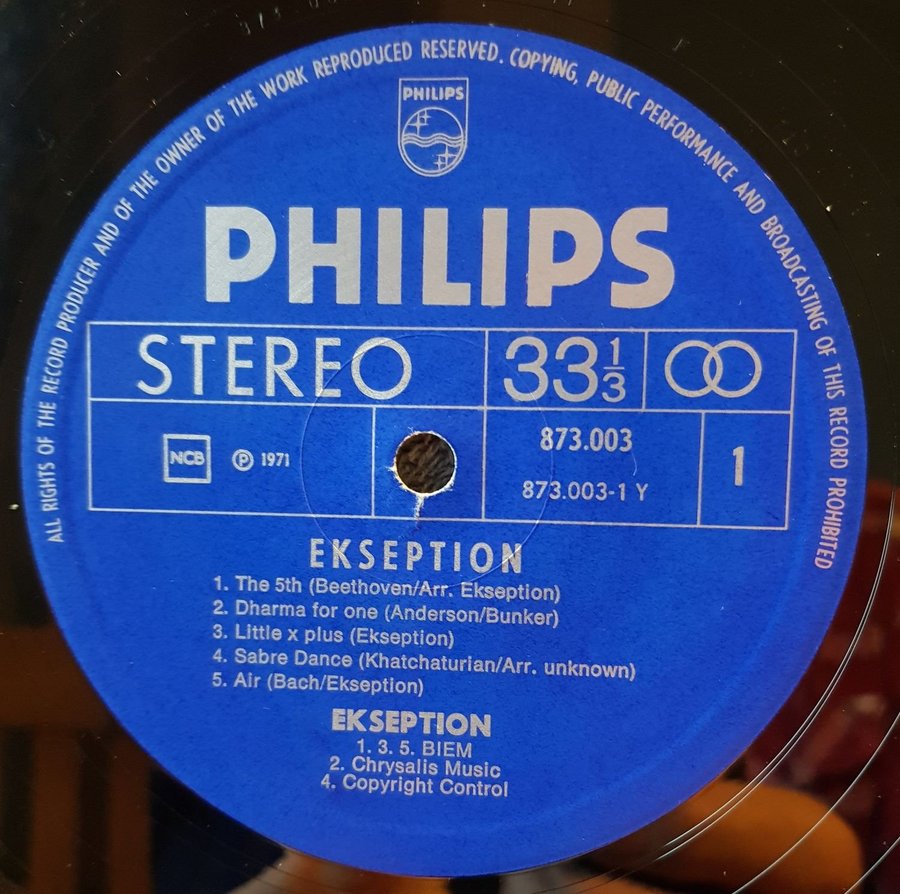 ALL RIGHTS OF THE RECORD PRODUCER AND OF THE OWNER OF THE WORK REPRODUCED RESERVED. COPYING, PUBLIC PERFORMANCE AND BROADCASTING OF THIS RECORD PROHIBITED
PHILIPS
PHILIPS
STEREO 33 1/3
NCB ℗ 1971 873.003 1
873.003-1 Y
EKSEPTION
1. The 5th (Beethoven/Arr. Ekseption)
2. Dharma for one (Anderson/Bunker)
3. Little x plus (Ekseption)
4. Sabre Dance (Khatchaturian/Arr. unknown)
5. Air (Bach/Ekseption)
EKSEPTION
1. 3. 5. BIEM
2. Chrysalis Music
4. Copyright Control